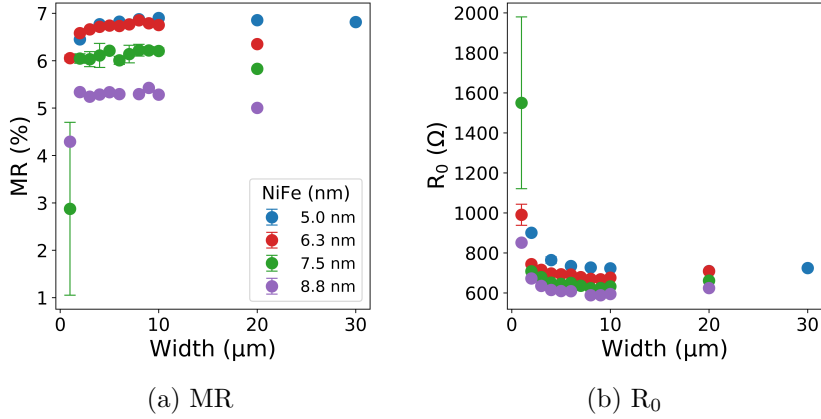 7
6
5
4
3
2
1
MR (%)
NiFe (nm)
5.0 nm
6.3 nm
7.5 nm
8.8 nm
0 10 20 30
Width (μm)
(a) MR
2000
1800
1600
1400
1200
1000
800
600
R₀ (Ω)
0 10 20 30
Width (μm)
(b) R₀